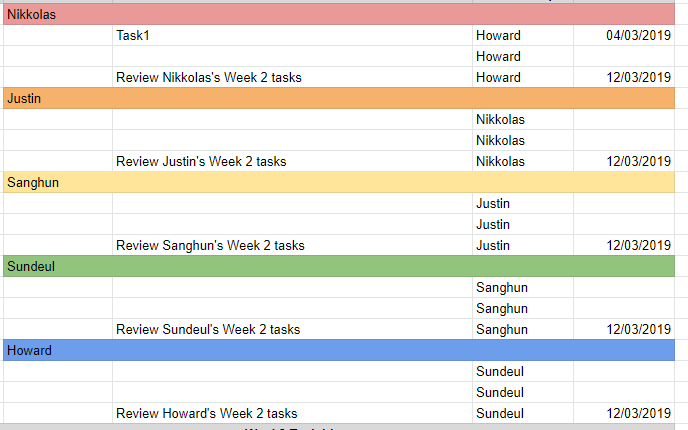 Nikkolas
Task1 Howard 04/03/2019
Howard
Review Nikkolas's Week 2 tasks Howard 12/03/2019
Justin
Nikkolas
Nikkolas
Review Justin's Week 2 tasks Nikkolas 12/03/2019
Sanghun
Justin
Justin
Review Sanghun's Week 2 tasks Justin 12/03/2019
Sundeul
Sanghun
Sanghun
Review Sundeul's Week 2 tasks Sanghun 12/03/2019
Howard
Sundeul
Sundeul
Review Howard's Week 2 tasks Sundeul 12/03/2019